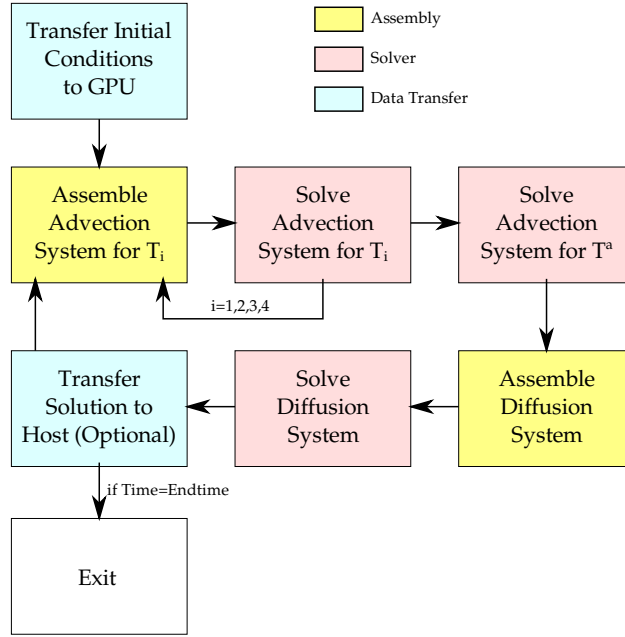 Transfer Initial
Conditions
to GPU
Assembly
Solver
Data Transfer
Assemble
Advection
System for Tᵢ
Solve
Advection
System for Tᵢ
Solve
Advection
System for Tᵃ
i=1,2,3,4
Transfer
Solution to
Host (Optional)
Solve
Diffusion
System
Assemble
Diffusion
System
if Time=Endtime
Exit